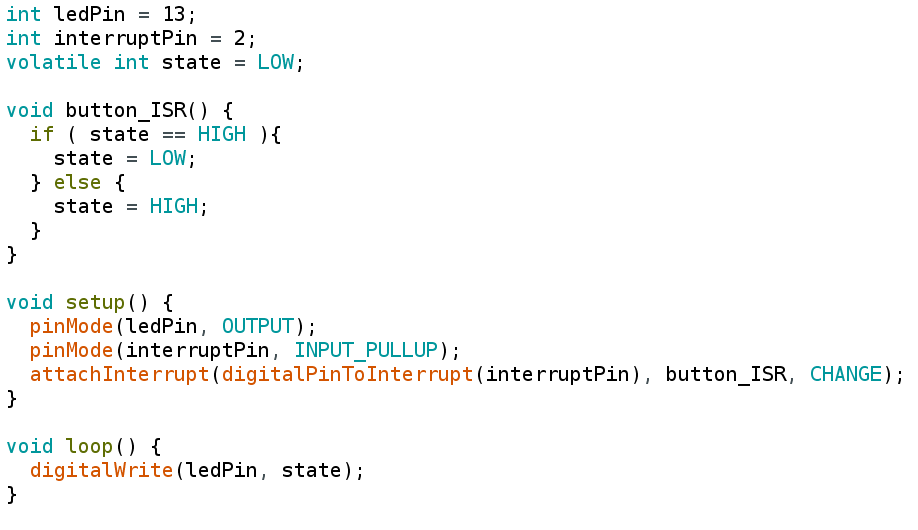 int ledPin = 13;
int interruptPin = 2;
volatile int state = LOW;

void button_ISR() {
  if ( state == HIGH ){
    state = LOW;
  } else {
    state = HIGH;
  }
}

void setup() {
  pinMode(ledPin, OUTPUT);
  pinMode(interruptPin, INPUT_PULLUP);
  attachInterrupt(digitalPinToInterrupt(interruptPin), button_ISR, CHANGE);
}

void loop() {
  digitalWrite(ledPin, state);
}